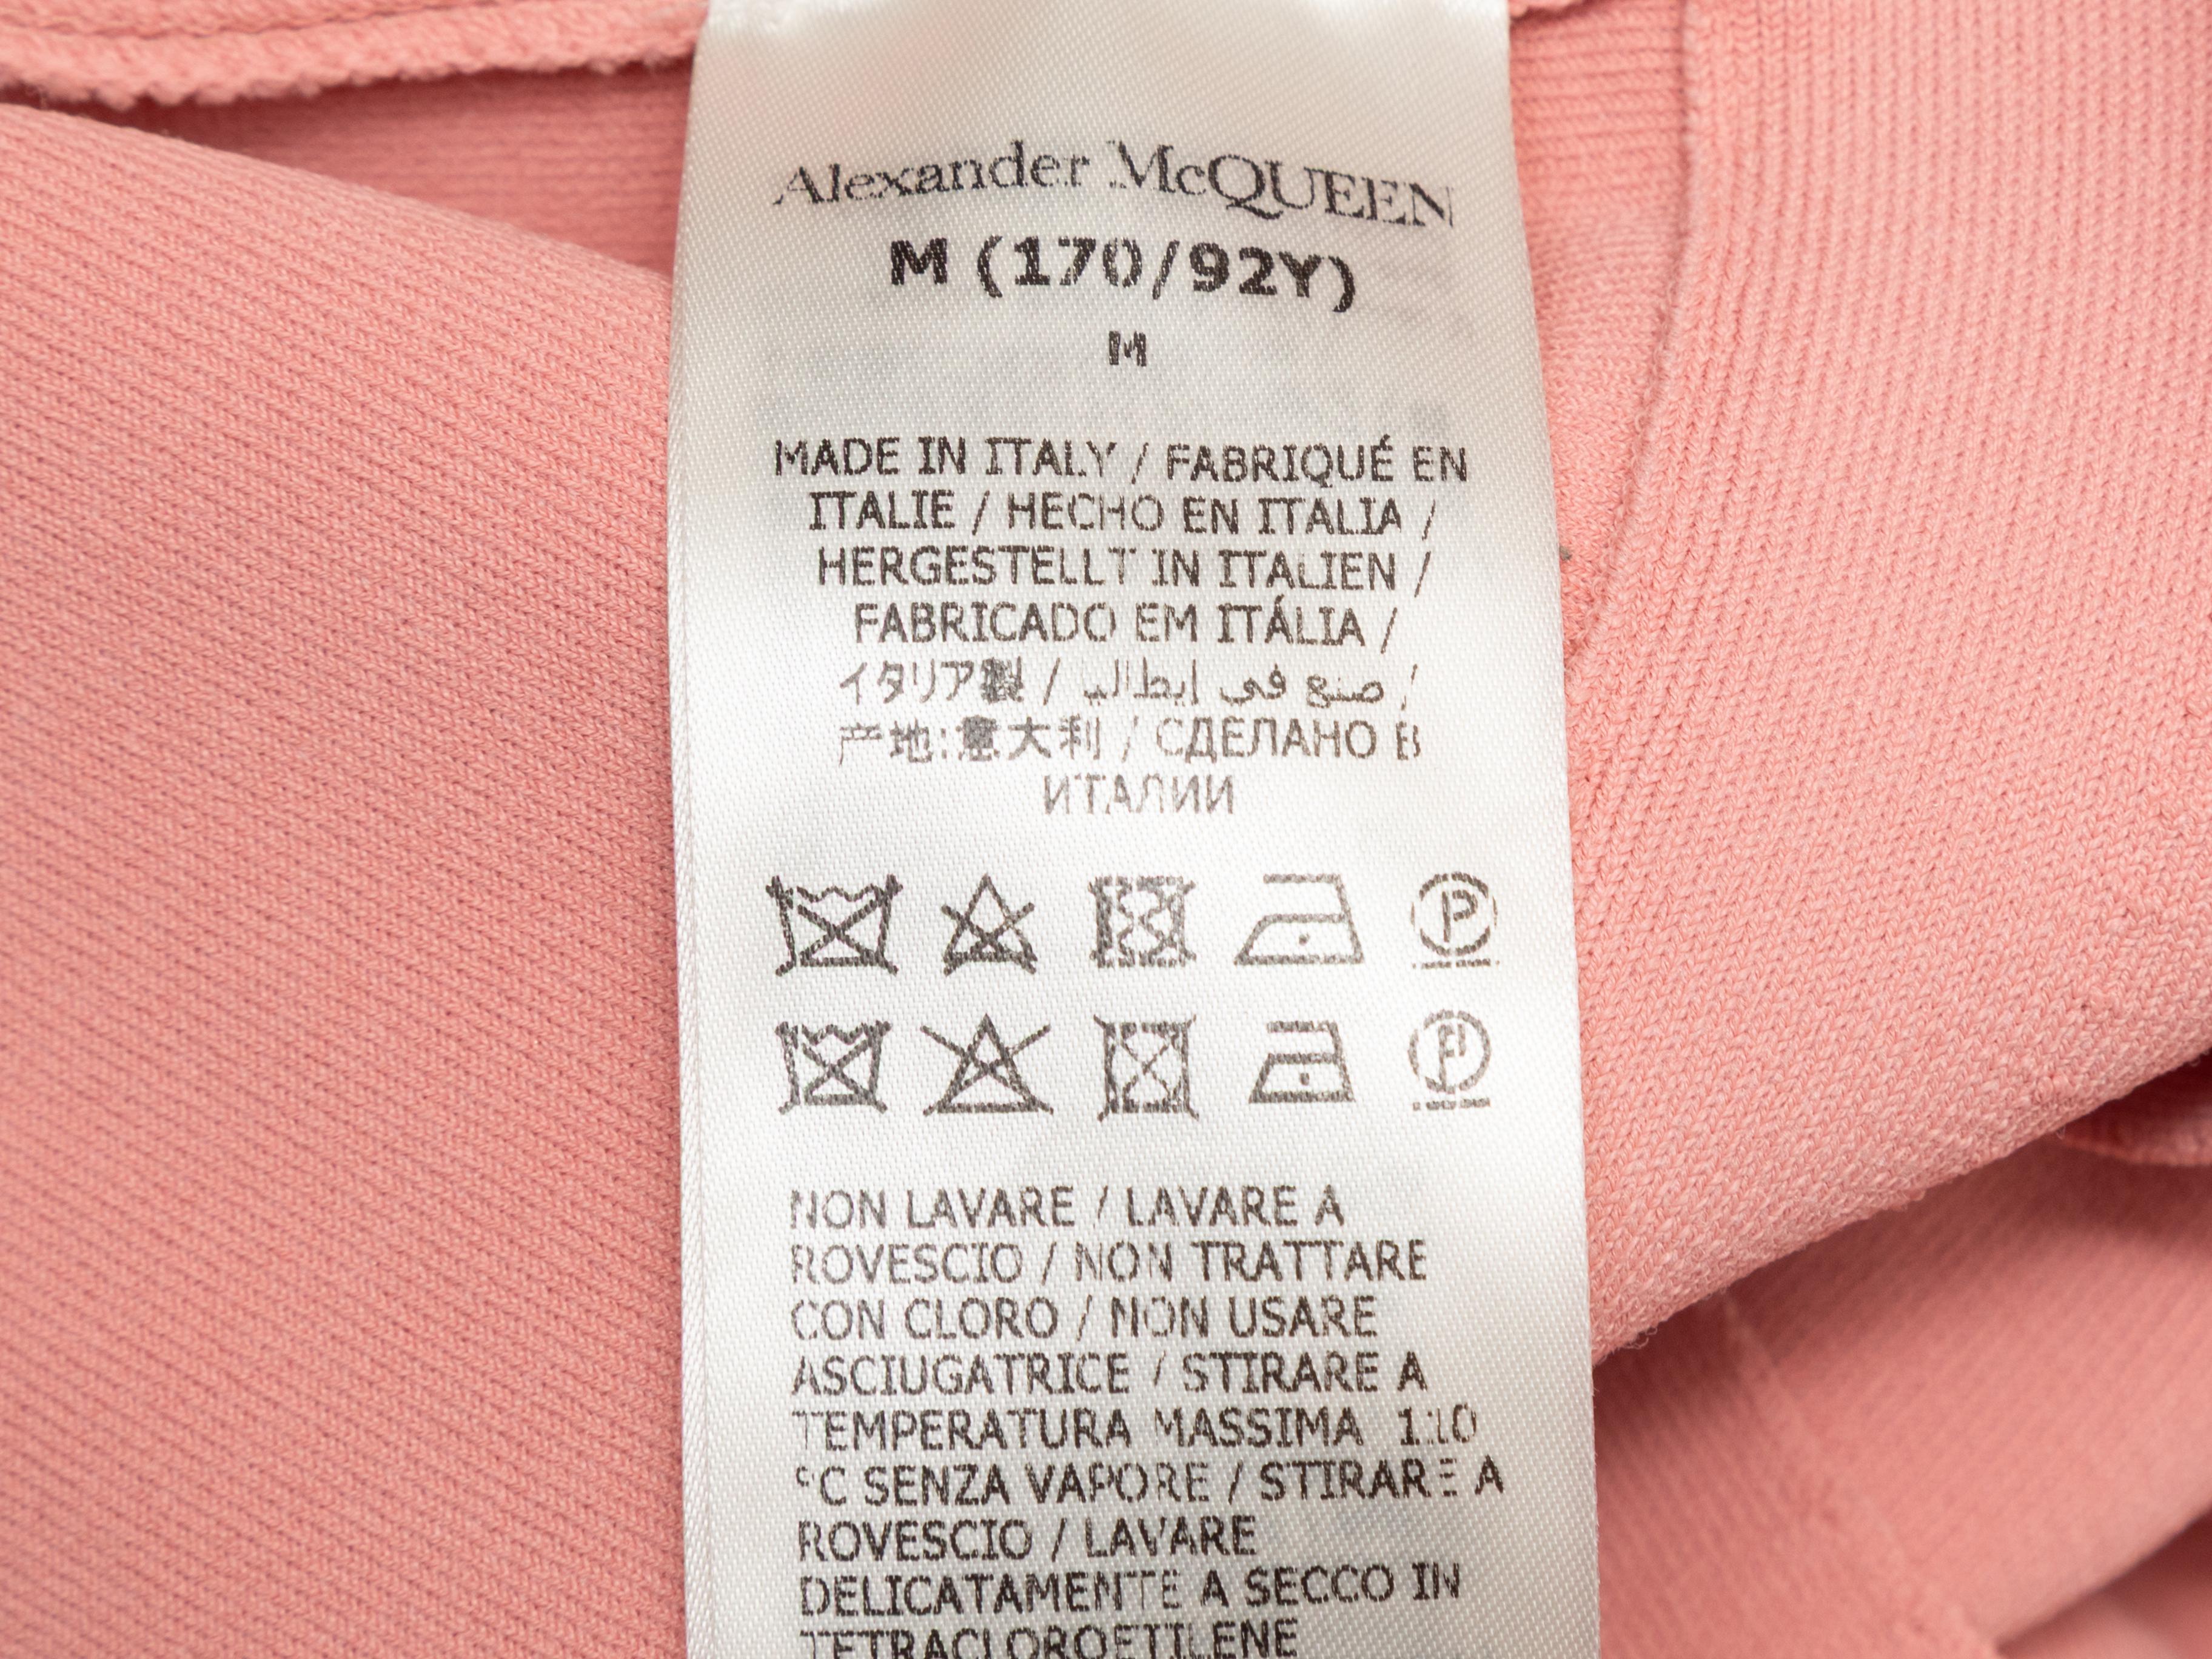 Alexander McQUEEN
M (170/92Y)
M
MADE IN ITALY / FABRIQUÉ EN
ITALIE / HECHO EN ITALIA /
HERGESTELLT IN ITALIEN /
FABRICADO EM ITÁLIA /
イタリア製 / صنع في إيطاليا /
产地:意大利 / СДЕЛАНО В
ИТАЛИИ
P
P
NON LAVARE / LAVARE A
ROVESCIO / NON TRATTARE
CON CLORO / NON USARE
ASCIUGATRICE / STIRARE A
TEMPERATURA MASSIMA 110
°C SENZA VAPORE / STIRARE A
ROVESCIO / LAVARE
DELICATAMENTE A SECCO IN
TETRACLOROETILENE